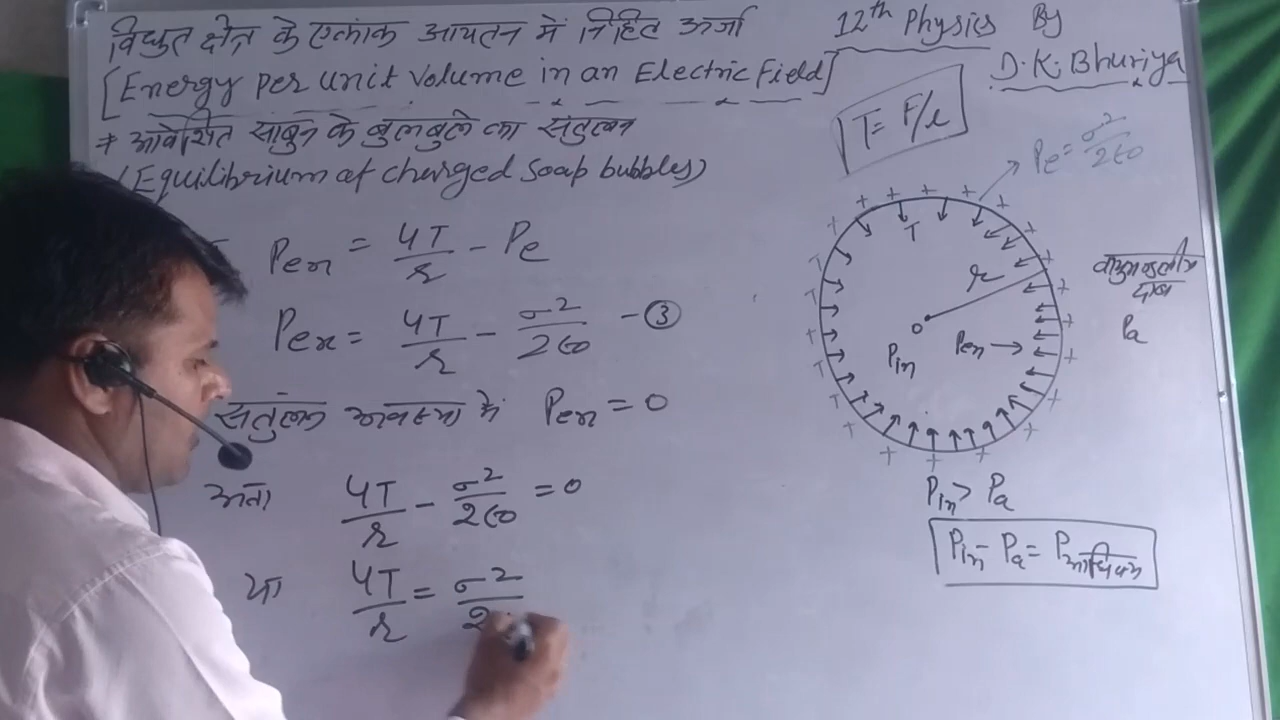 विद्युत क्षेत्र के एकांक आयतन में निहित ऊर्जा
[Energy per unit volume in an Electric Field]
# आवेशित साबुन के बुलबुले का संतुलन
(Equilibrium of charged soap bubbles)
Pex = 4T/r - Pe
Pex = 4T/r - σ²/2ε0 - ③
संतुलन अवस्था में Pex = 0
अतः 4T/r - σ²/2ε0 = 0
या 4T/r = σ²/2
12th Physics By
D.K. Bhuriya
T = F/l
Pe = σ²/2ε0
T
r
O
Pin
Pex →
वायुमण्डलीय
दाब
Pa
Pin > Pa
Pin - Pa = Pआधिक्य